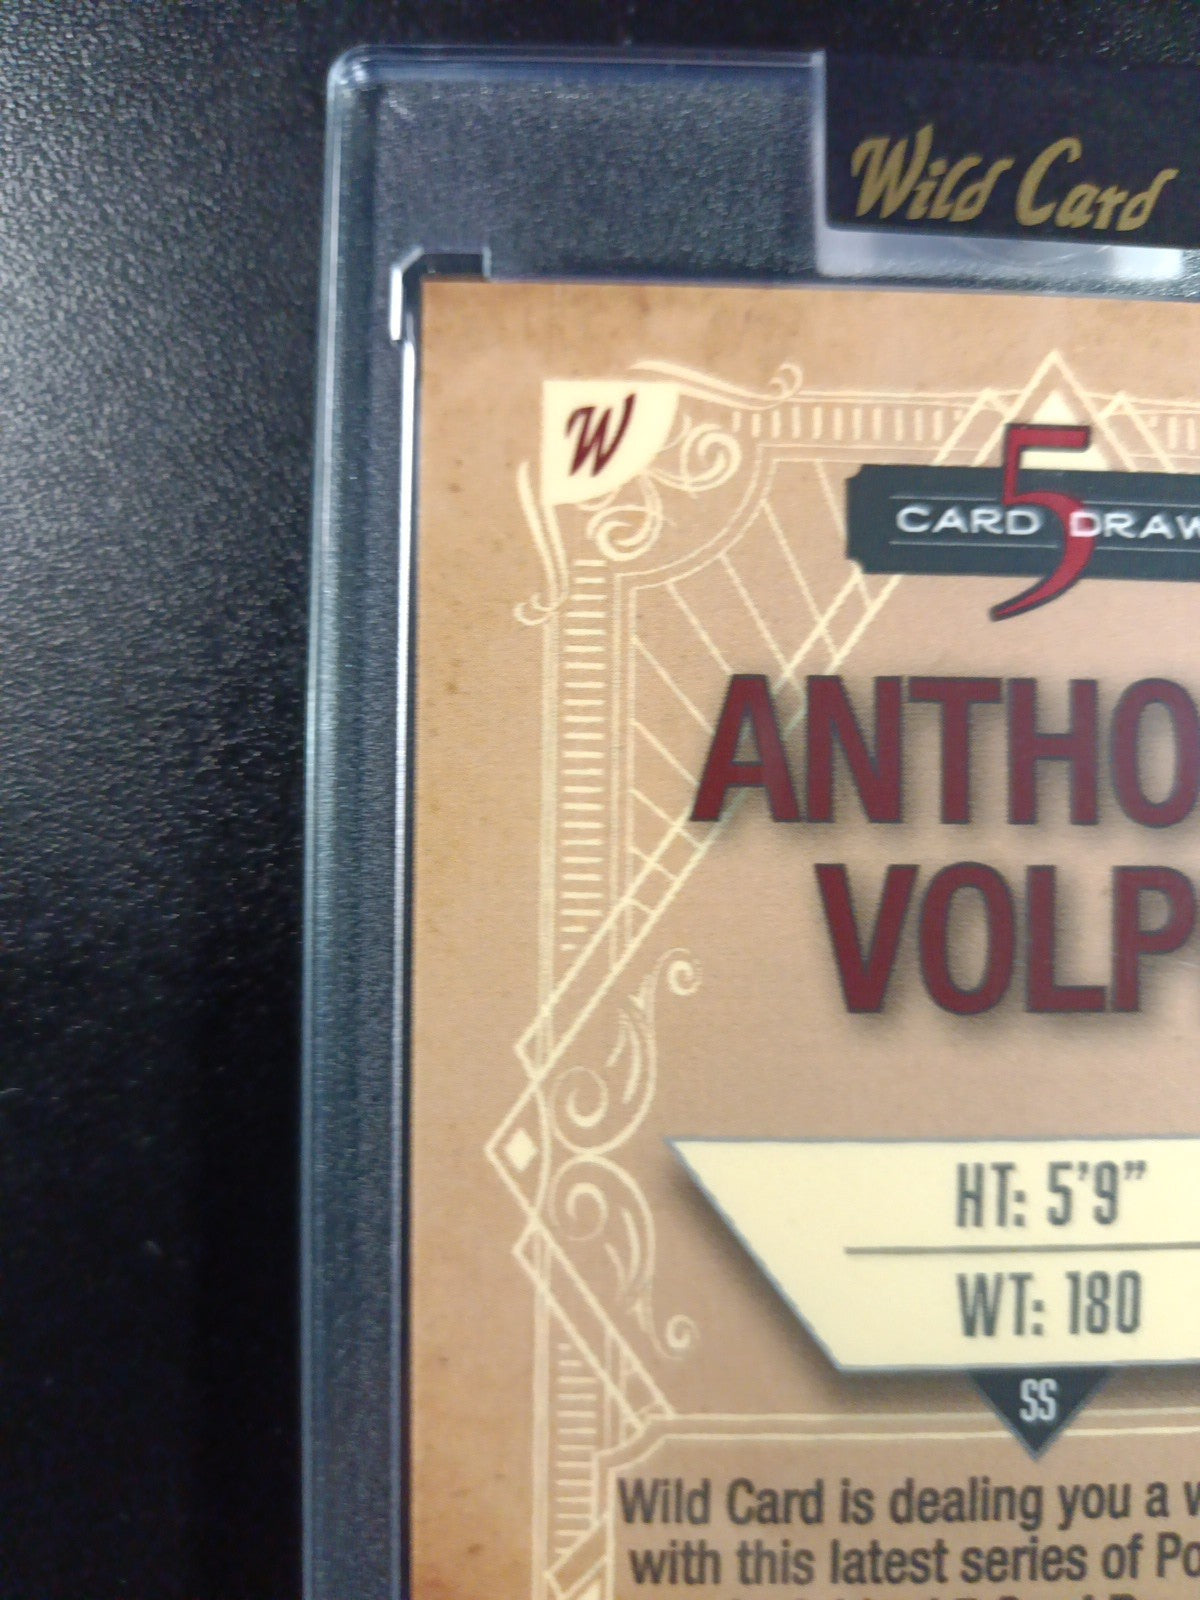 Wild Card
W
5
CARD DRAW
ANTHO
VOLP
HT: 5'9"
WT: 180
SS
Wild Card is dealing you a w
with this latest series of Po